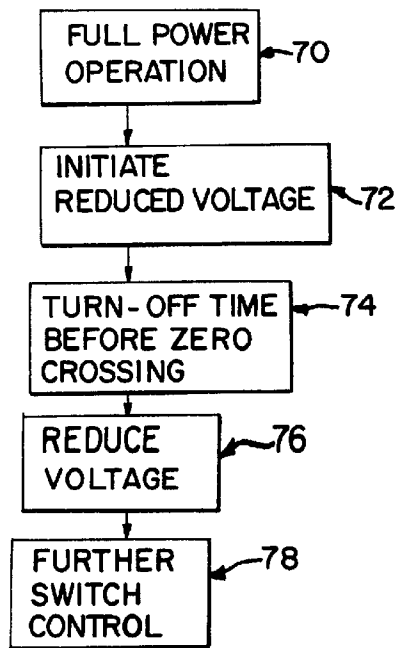 FULL POWER
OPERATION
70
INITIATE
REDUCED VOLTAGE
72
TURN-OFF TIME
BEFORE ZERO
CROSSING
74
REDUCE
VOLTAGE
76
FURTHER
SWITCH
CONTROL
78